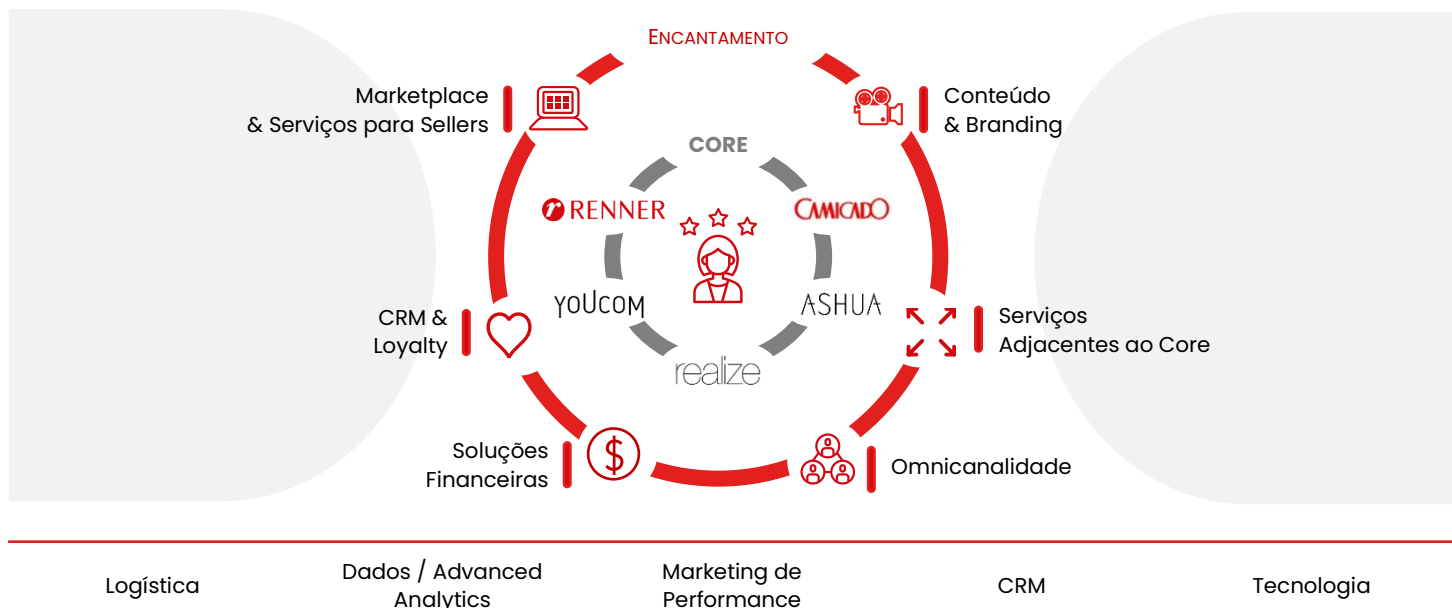 ENCANTAMENTO
Marketplace
& Serviços para Sellers
Conteúdo
& Branding
CORE
RENNER
CAMICADO
YOUCOM
ASHUA
realize
CRM &
Loyalty
Serviços
Adjacentes ao Core
Soluções
Financeiras
$
Omnicanalidade
Logística
Dados / Advanced
Analytics
Marketing de
Performance
CRM
Tecnologia